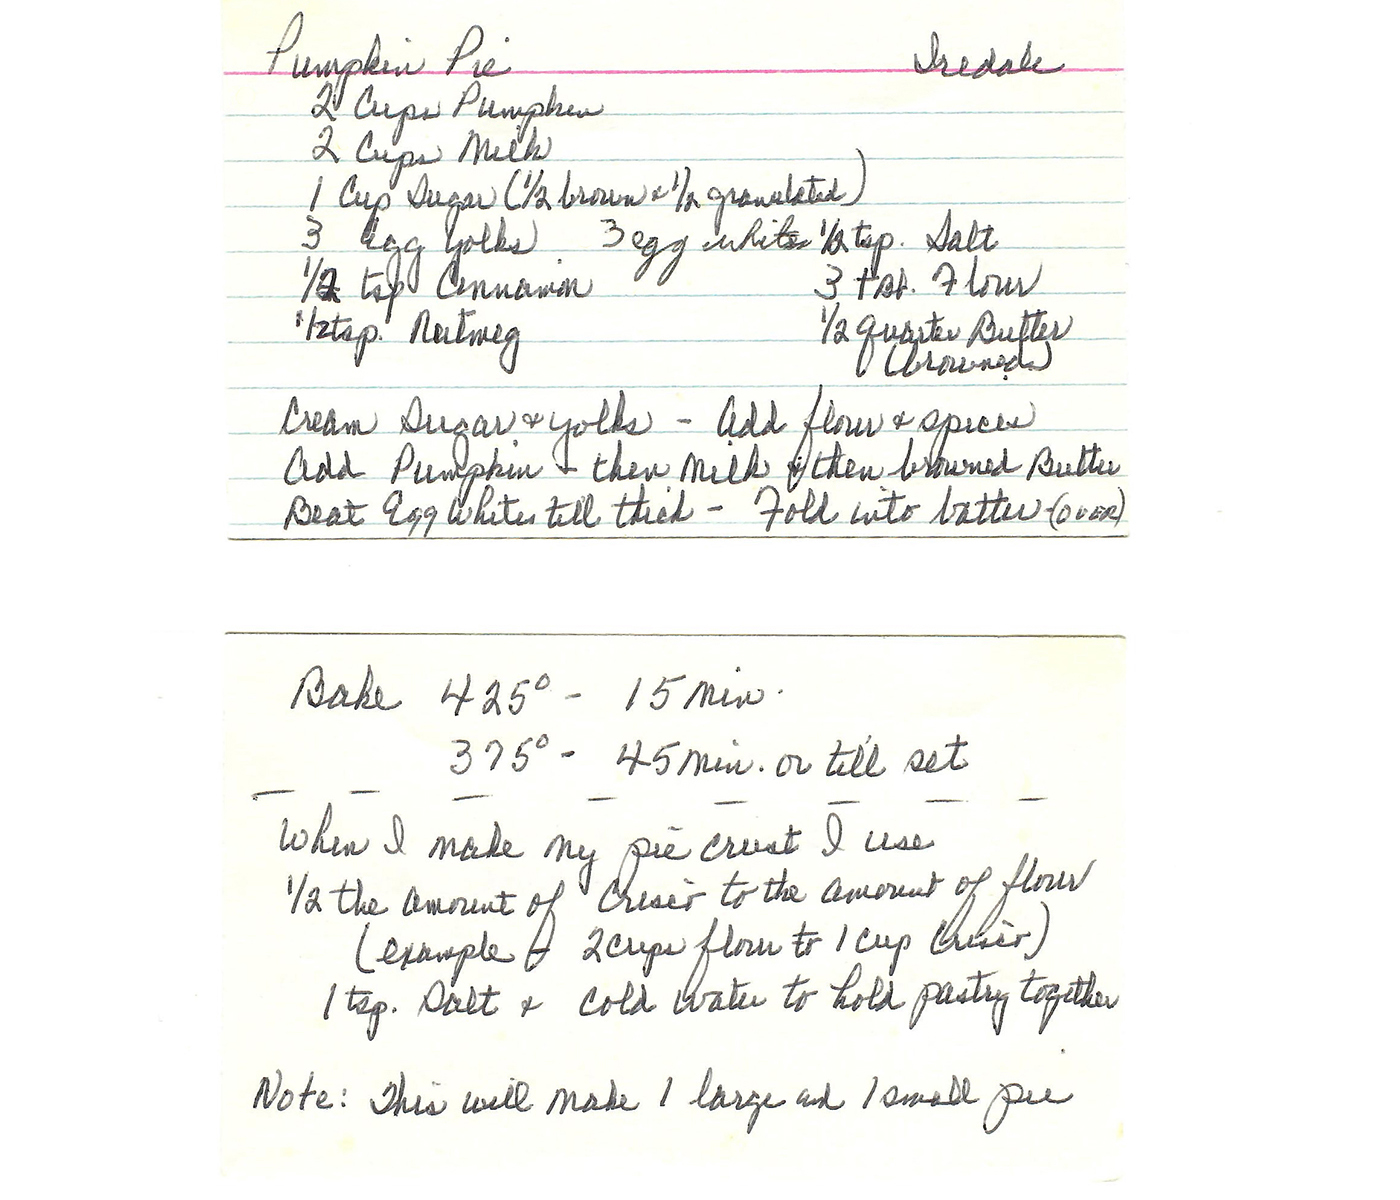 Pumpkin Pie Iredale
2 Cups Pumpkin
2 Cups Milk
1 Cup Sugar (1/2 brown & 1/2 granulated)
3 Egg Yolks 3 egg whites 1/2 tsp. Salt
1/2 tsp Cinnamon 3 tbl. Flour
1/2 tsp. Nutmeg 1/2 quarter Butter
(browned)
Cream Sugar & yolks - Add flour & spices
Add Pumpkin - then Milk & then browned Butter
Beat Egg Whites till thick - Fold into batter - (OVER)
Bake 425° - 15 Min.
375° - 45 Min. or till set
When I make my pie crust I use
1/2 the amount of Crisco to the amount of flour
(example - 2 cups flour to 1 cup Crisco)
1 tsp. Salt & cold water to hold pastry together
Note: This will make 1 large and 1 small pie